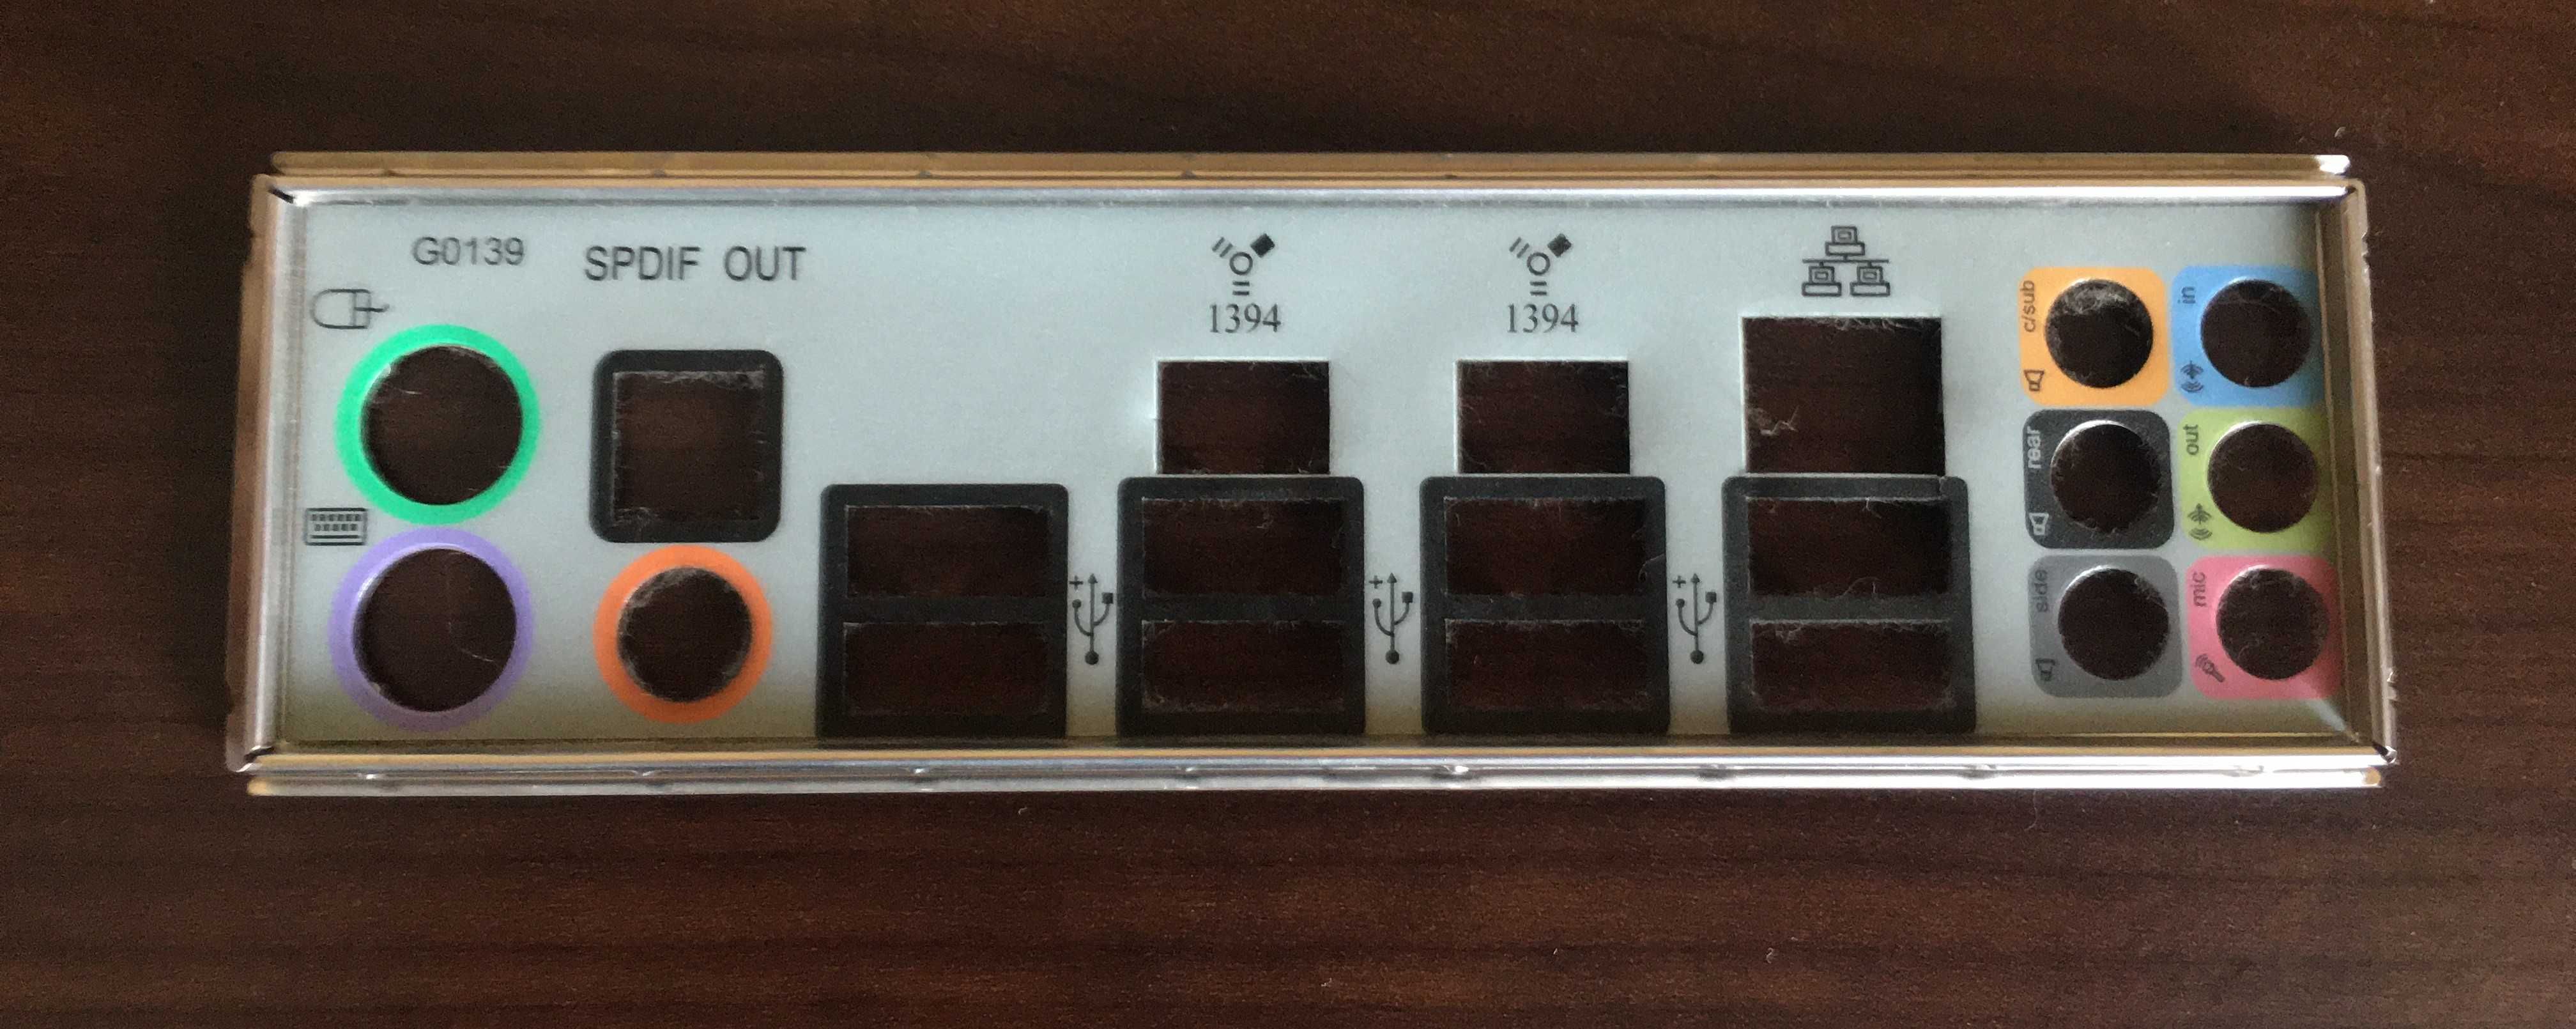 G0139
SPDIF OUT
1394
1394
c/sub
in
rear
out
side
mic